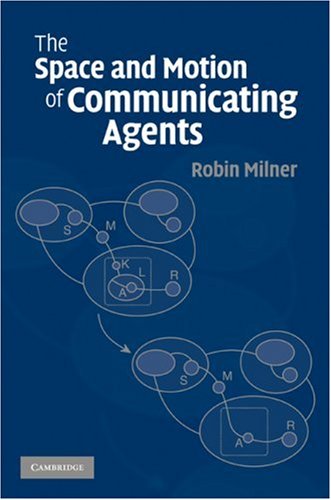 The
Space and Motion
of Communicating
Agents
Robin Milner
S
M
K
L
A
R
S
M
A
R
CAMBRIDGE